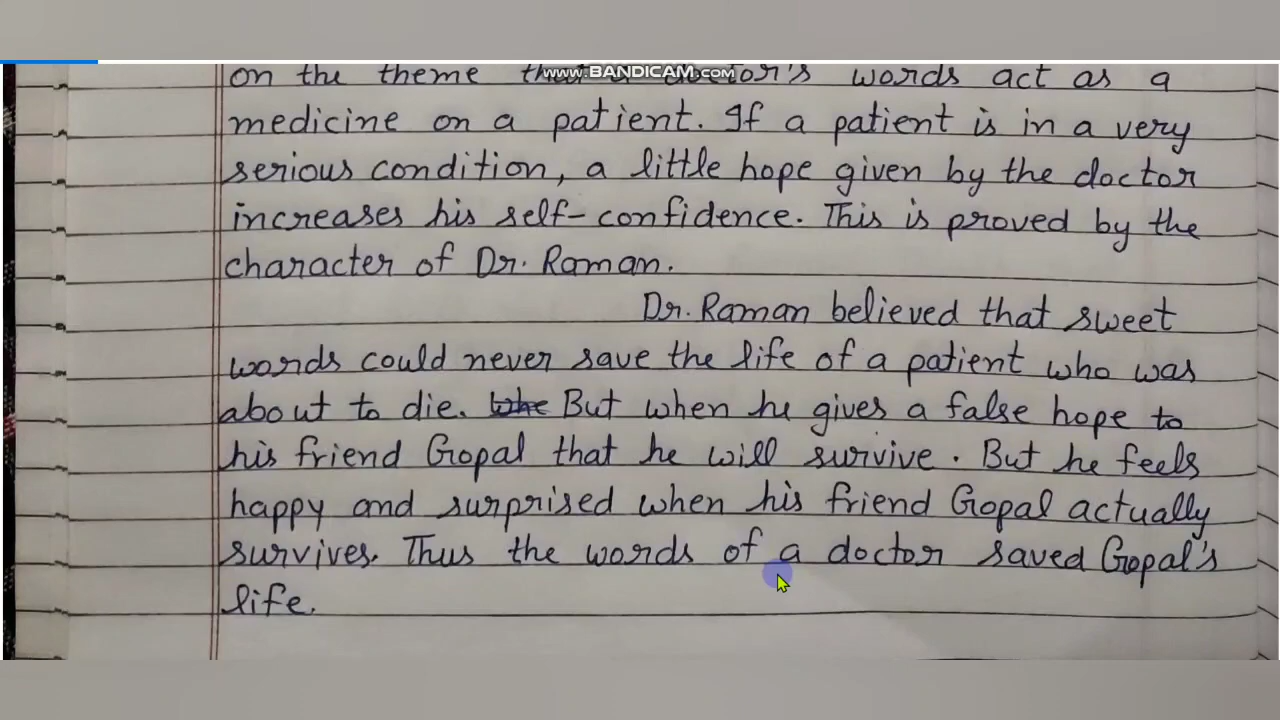 www.BANDICAM.com
on the theme that a doctor's words act as a
medicine on a patient. If a patient is in a very
serious condition, a little hope given by the doctor
increases his self-confidence. This is proved by the
character of Dr. Raman.
Dr. Raman believed that sweet
words could never save the life of a patient who was
about to die. But when he gives a false hope to
his friend Gopal that he will survive. But he feels
happy and surprised when his friend Gopal actually
survives. Thus the words of a doctor saved Gopal's
life.